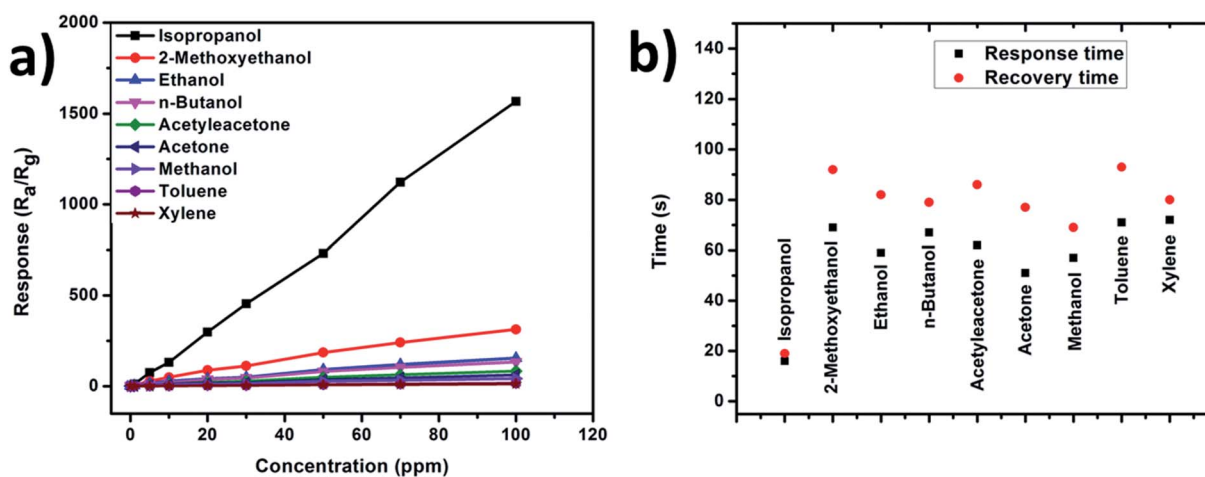 a)
Response (Ra/Rg)
2000
1500
1000
500
0
Isopropanol
2-Methoxyethanol
Ethanol
n-Butanol
Acetyleacetone
Acetone
Methanol
Toluene
Xylene
0 20 40 60 80 100 120
Concentration (ppm)
b)
Time (s)
140
120
100
80
60
40
20
0
Response time
Recovery time
Isopropanol
2-Methoxyethanol
Ethanol
n-Butanol
Acetyleacetone
Acetone
Methanol
Toluene
Xylene